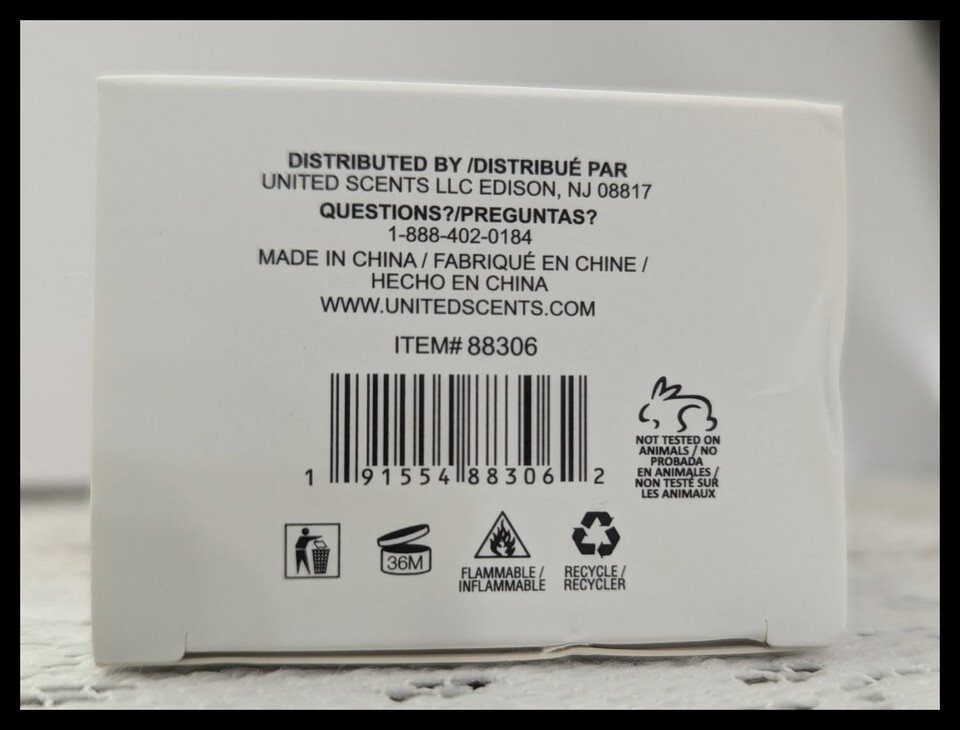 DISTRIBUTED BY /DISTRIBUÉ PAR
UNITED SCENTS LLC EDISON, NJ 08817
QUESTIONS?/PREGUNTAS?
1-888-402-0184
MADE IN CHINA / FABRIQUÉ EN CHINE /
HECHO EN CHINA
WWW.UNITEDSCENTS.COM
ITEM# 88306
1 91554 88306 2
NOT TESTED ON
ANIMALS / NO
PROBADA
EN ANIMALES /
NON TESTÉ SUR
LES ANIMAUX
36M
FLAMMABLE /
INFLAMMABLE
RECYCLE /
RECYCLER